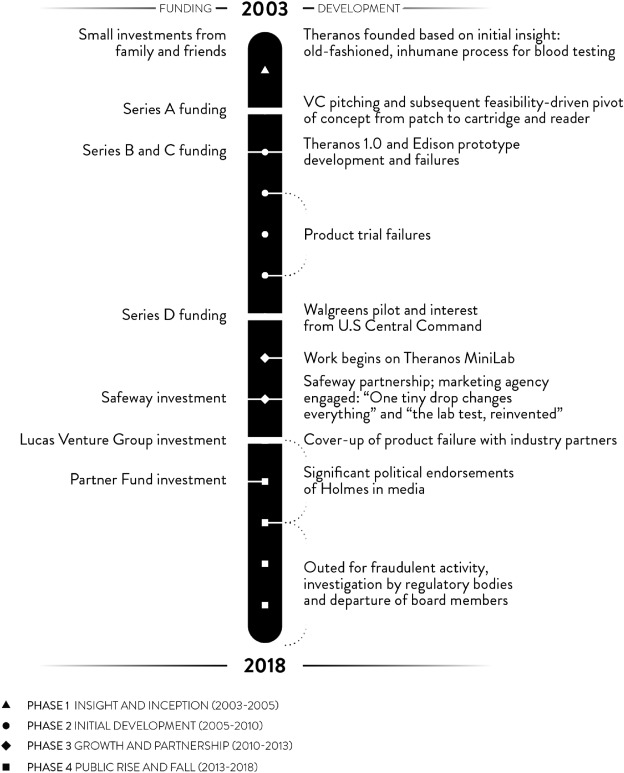 FUNDING 2003 DEVELOPMENT
Small investments from
family and friends
Theranos founded based on initial insight:
old-fashioned, inhumane process for blood testing
Series A funding
VC pitching and subsequent feasibility-driven pivot
of concept from patch to cartridge and reader
Series B and C funding
Theranos 1.0 and Edison prototype
development and failures
Product trial failures
Series D funding
Walgreens pilot and interest
from U.S Central Command
Work begins on Theranos MiniLab
Safeway investment
Safeway partnership; marketing agency
engaged: “One tiny drop changes
everything” and “the lab test, reinvented”
Lucas Venture Group investment
Cover-up of product failure with industry partners
Partner Fund investment
Significant political endorsements
of Holmes in media
Outed for fraudulent activity,
investigation by regulatory bodies
and departure of board members
2018
PHASE 1 INSIGHT AND INCEPTION (2003-2005)
PHASE 2 INITIAL DEVELOPMENT (2005-2010)
PHASE 3 GROWTH AND PARTNERSHIP (2010-2013)
PHASE 4 PUBLIC RISE AND FALL (2013-2018)